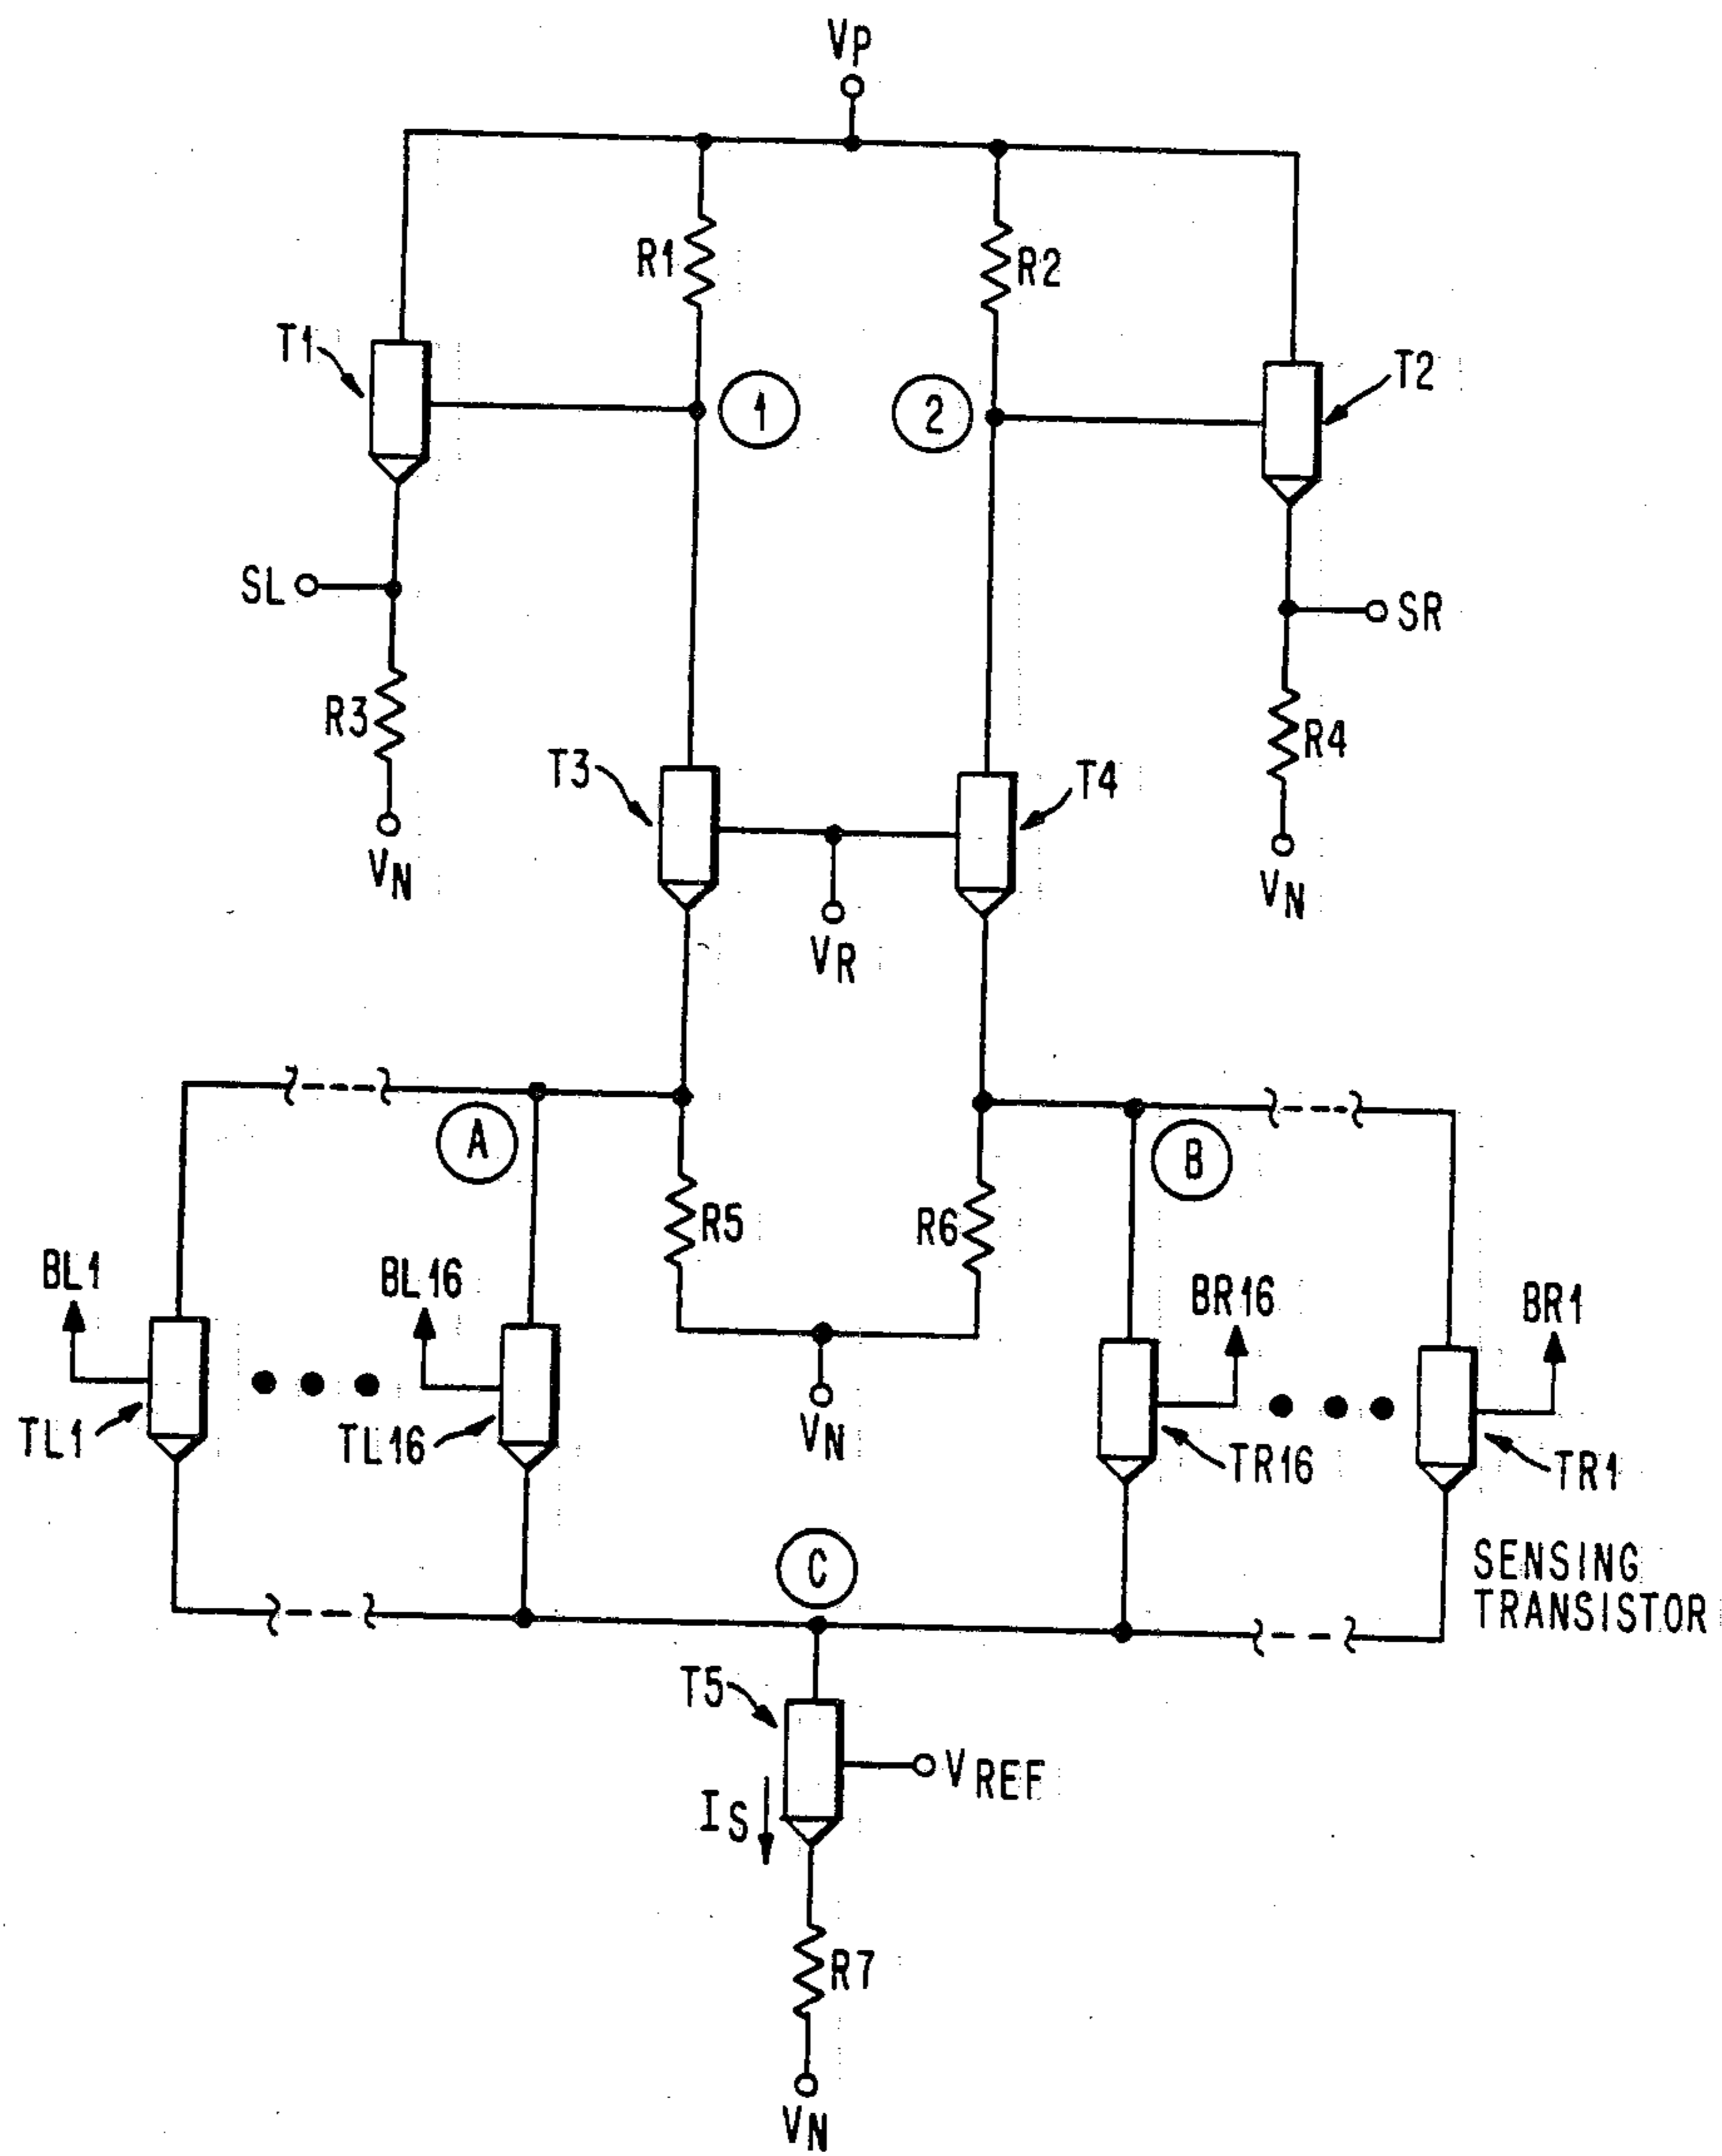 VP
R1
R2
T1
T2
1
2
SL
SR
R3
R4
T3
T4
VN
VN
VR
A
B
R5
R6
BL1
BL16
BR16
BR1
TL1
TL16
VN
TR16
TR1
C
SENSING
TRANSISTOR
T5
VREF
IS
R7
VN